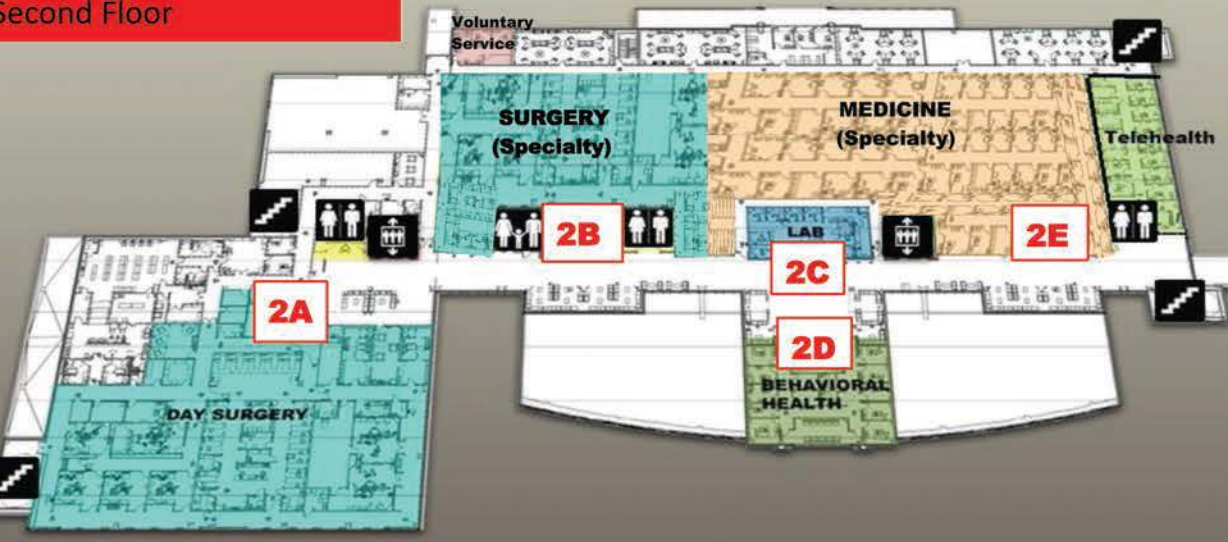 Second Floor
Voluntary
Service
SURGERY
(Specialty)
MEDICINE
(Specialty)
Telehealth
2B
LAB
2E
2C
2A
2D
BEHAVIORAL
HEALTH
DAY SURGERY